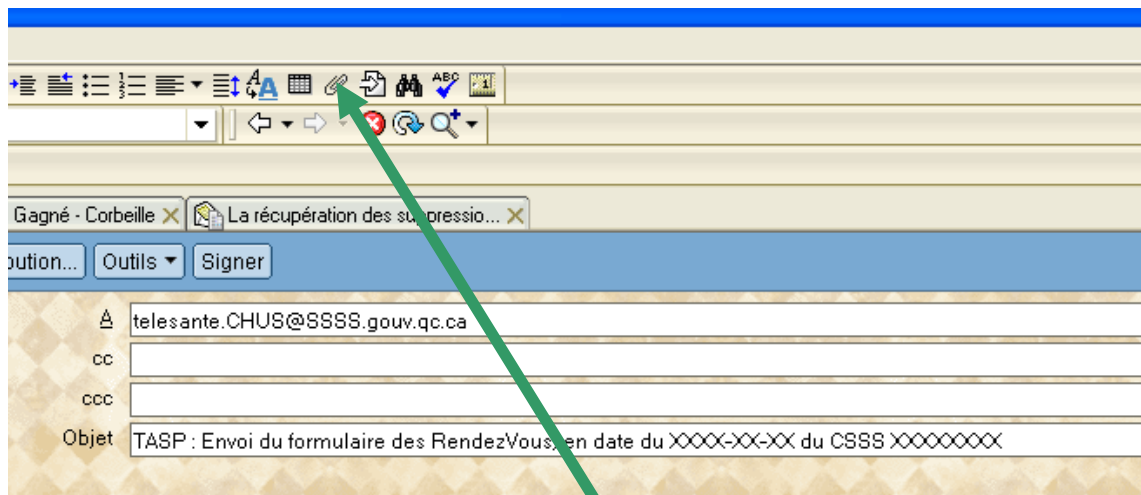 Gagné - Corbeille La récupération des suppressio...
Outils Signer
A telesante.CHUS@SSSS.gouv.qc.ca
cc
ccc
Objet TASP : Envoi du formulaire des RendezVous, en date du XXXX-XX-XX du CSSS XXXXXXXX